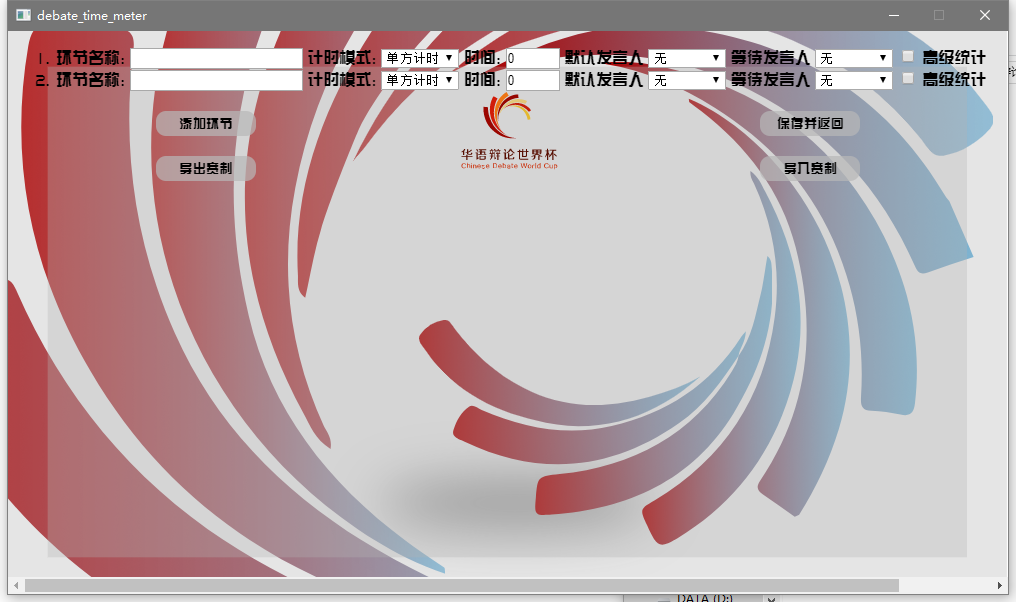 debate_time_meter
1. 环节名称: 计时模式: 单方计时 时间: 0 默认发言人 无 等待发言人 无 高级统计
2. 环节名称: 计时模式: 单方计时 时间: 0 默认发言人 无 等待发言人 无 高级统计
添加环节
保存并返回
华语辩论世界杯
Chinese Debate World Cup
导出赛制
导入赛制
DATA (D:)